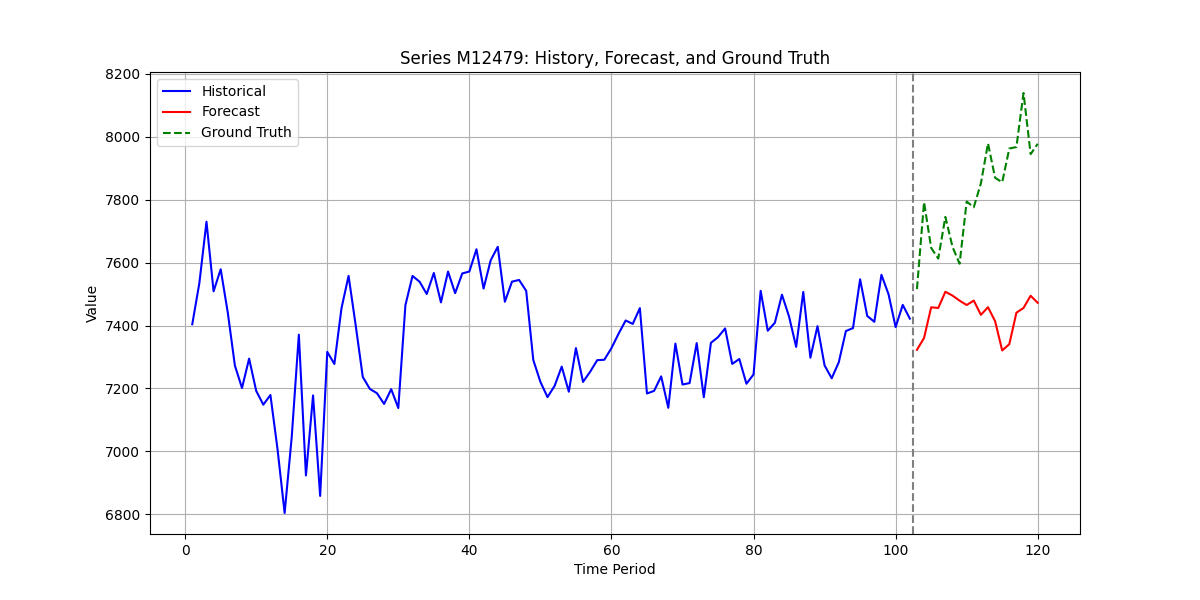 Series M12479: History, Forecast, and Ground Truth
Historical
Forecast
Ground Truth
8200
8000
7800
7600
7400
7200
7000
6800
Value
0 20 40 60 80 100 120
Time Period